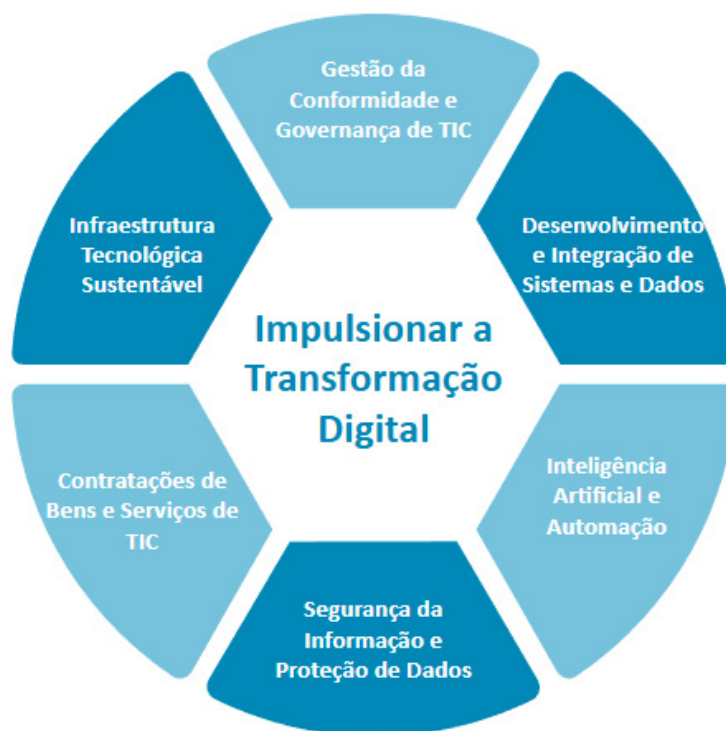 Gestão da
Conformidade e
Governança de TIC
Desenvolvimento
e Integração de
Sistemas e Dados
Inteligência
Artificial e
Automação
Segurança da
Informação e
Proteção de Dados
Contratações de
Bens e Serviços de
TIC
Infraestrutura
Tecnológica
Sustentável
Impulsionar a
Transformação
Digital